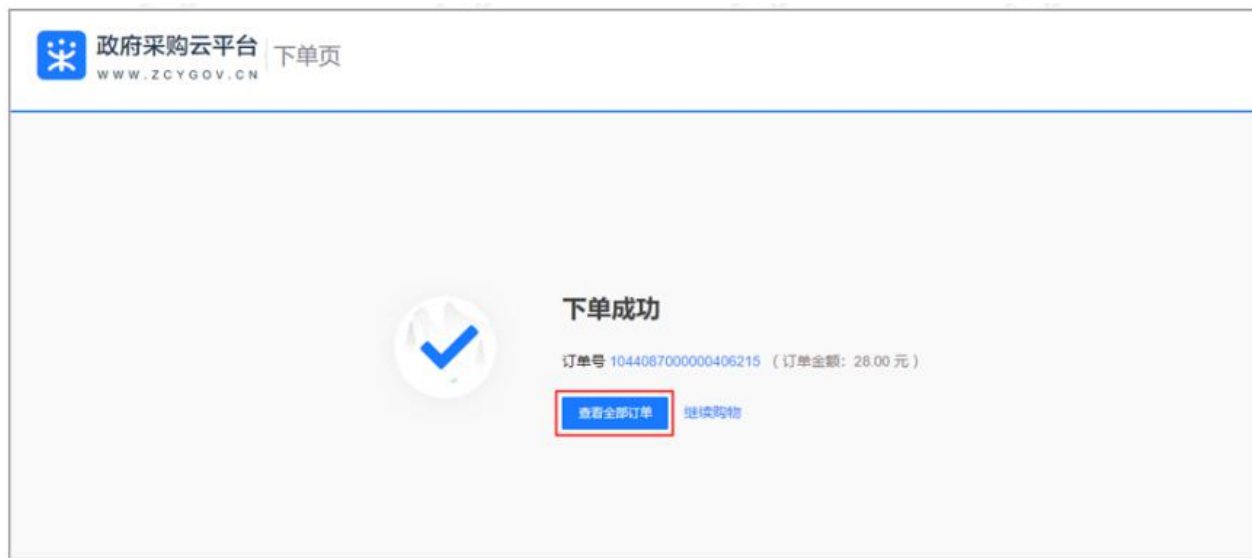 政府采购云平台
WWW.ZCYGOV.CN
下单页
下单成功
订单号 1044087000000406215 （订单金额：28.00 元）
查看全部订单 继续购物